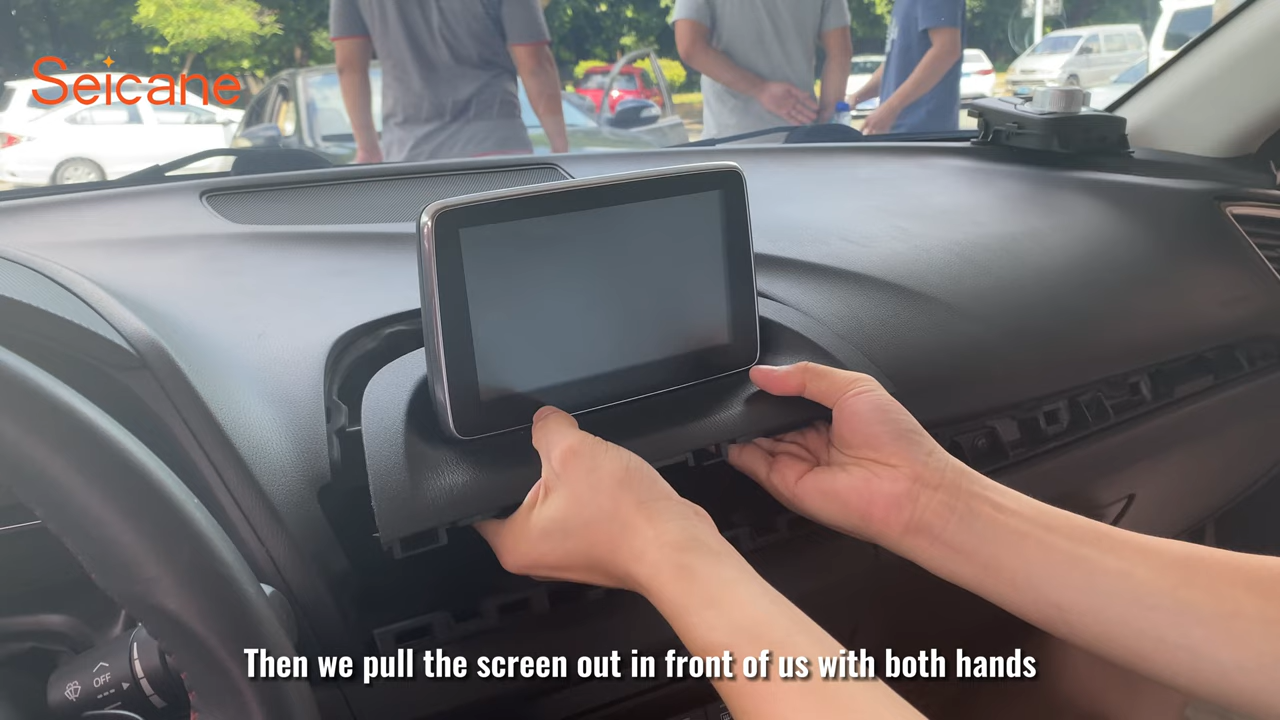 Seicane
OFF
Then we pull the screen out in front of us with both hands